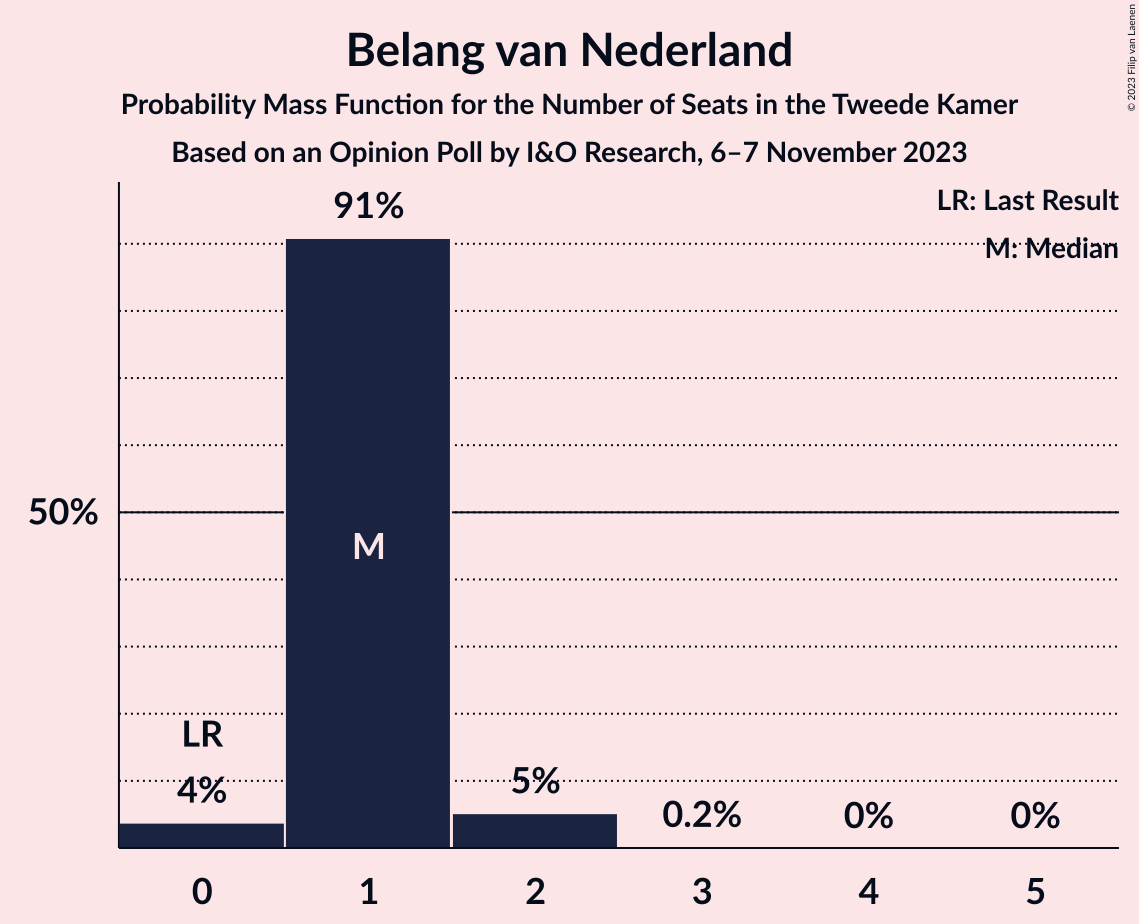 Belang van Nederland
Probability Mass Function for the Number of Seats in the Tweede Kamer
Based on an Opinion Poll by I&O Research, 6–7 November 2023
© 2023 Filip van Laenen
LR: Last Result
M: Median
91%
50%
M
LR
4%
5%
0.2%
0%
0%
0 1 2 3 4 5